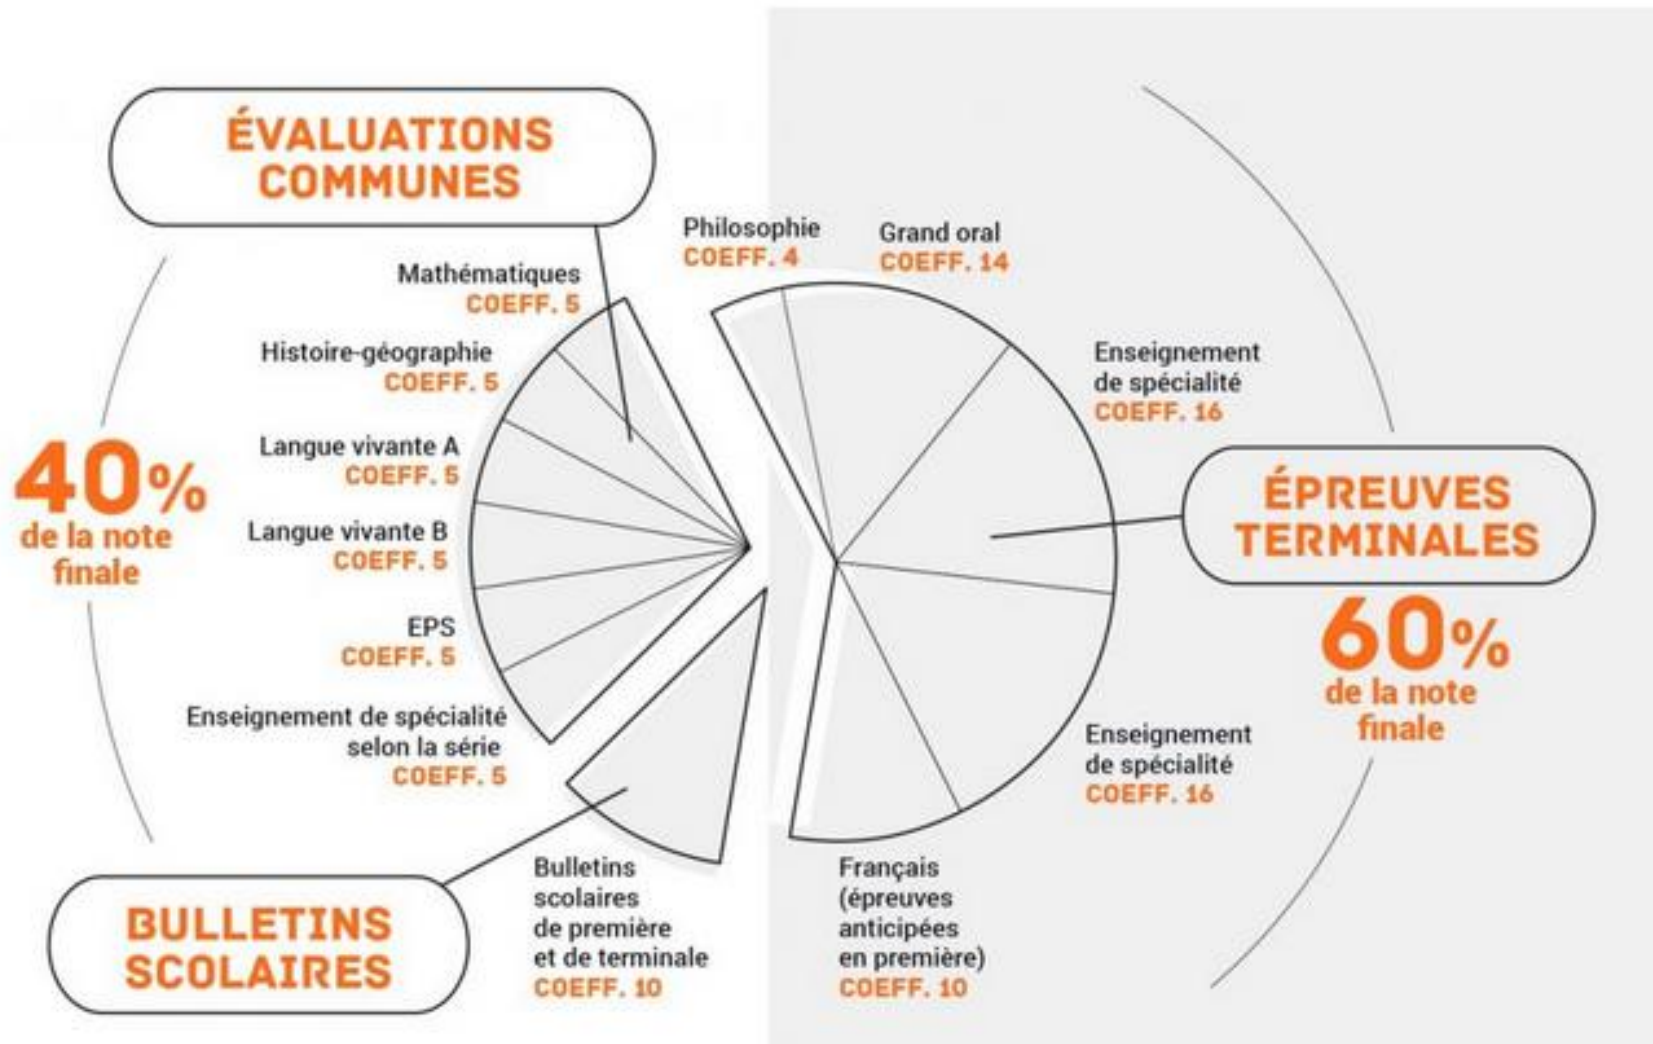 ÉVALUATIONS
COMMUNES
Mathématiques
COEFF. 5
Histoire-géographie
COEFF. 5
Langue vivante A
COEFF. 5
Langue vivante B
COEFF. 5
EPS
COEFF. 5
Enseignement de spécialité
selon la série
COEFF. 5
40%
de la note
finale
BULLETINS
SCOLAIRES
Bulletins
scolaires
de première
et de terminale
COEFF. 10
Philosophie
COEFF. 4
Grand oral
COEFF. 14
Enseignement
de spécialité
COEFF. 16
ÉPREUVES
TERMINALES
60%
de la note
finale
Enseignement
de spécialité
COEFF. 16
Français
(épreuves
anticipées
en première)
COEFF. 10